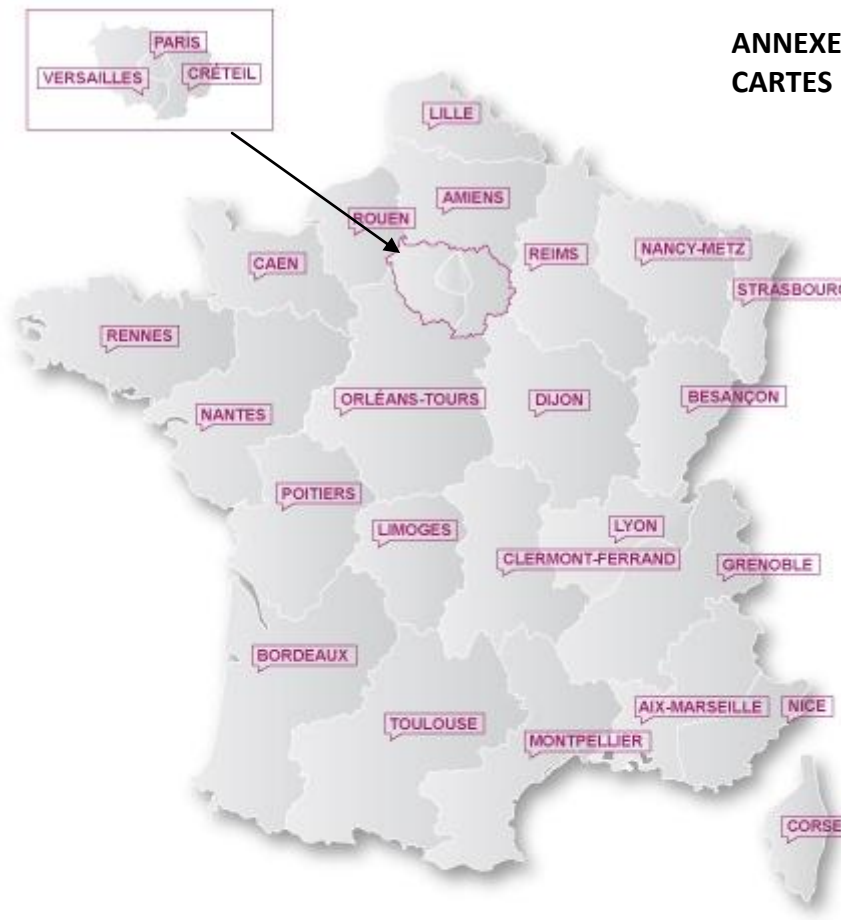 ANNEXE
CARTES
PARIS
VERSAILLES
CRÉTEIL
LILLE
AMIENS
ROUEN
CAEN
REIMS
NANCY-METZ
STRASBOURG
RENNES
NANTES
ORLÉANS-TOURS
DIJON
BESANÇON
POITIERS
LIMOGES
LYON
CLERMONT-FERRAND
GRENOBLE
BORDEAUX
TOULOUSE
AIX-MARSEILLE
NICE
MONTPELLIER
CORSE